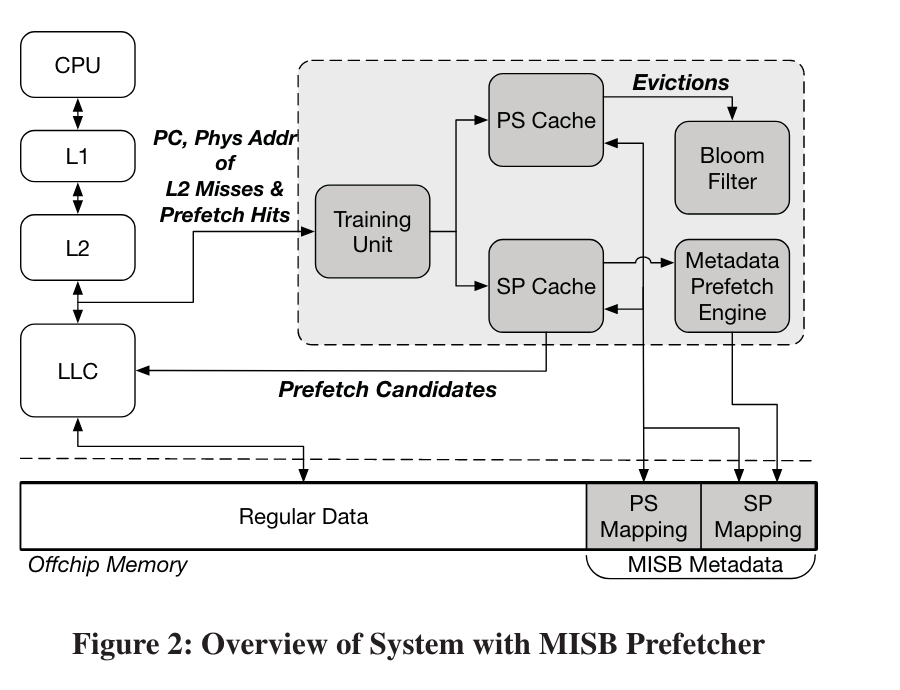 CPU
L1
L2
LLC
PC, Phys Addr
of
L2 Misses &
Prefetch Hits
Training
Unit
PS Cache
SP Cache
Evictions
Bloom
Filter
Metadata
Prefetch
Engine
Prefetch Candidates
Regular Data
PS
Mapping
SP
Mapping
Offchip Memory
MISB Metadata
Figure 2: Overview of System with MISB Prefetcher